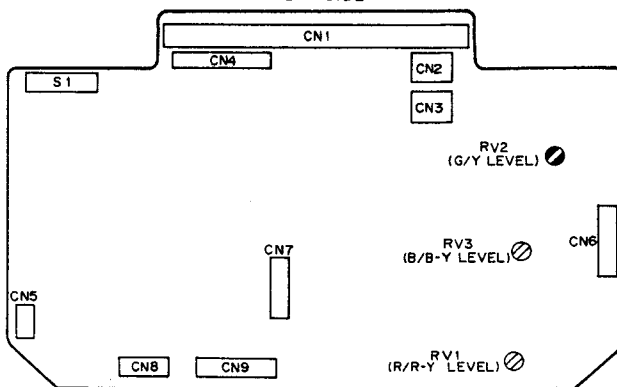 CN1
CN4
CN2
S1
CN3
RV2
(G/Y LEVEL)
RV3
(B/B-Y LEVEL)
CN6
CN7
CN5
RV1
(R/R-Y LEVEL)
CN8
CN9